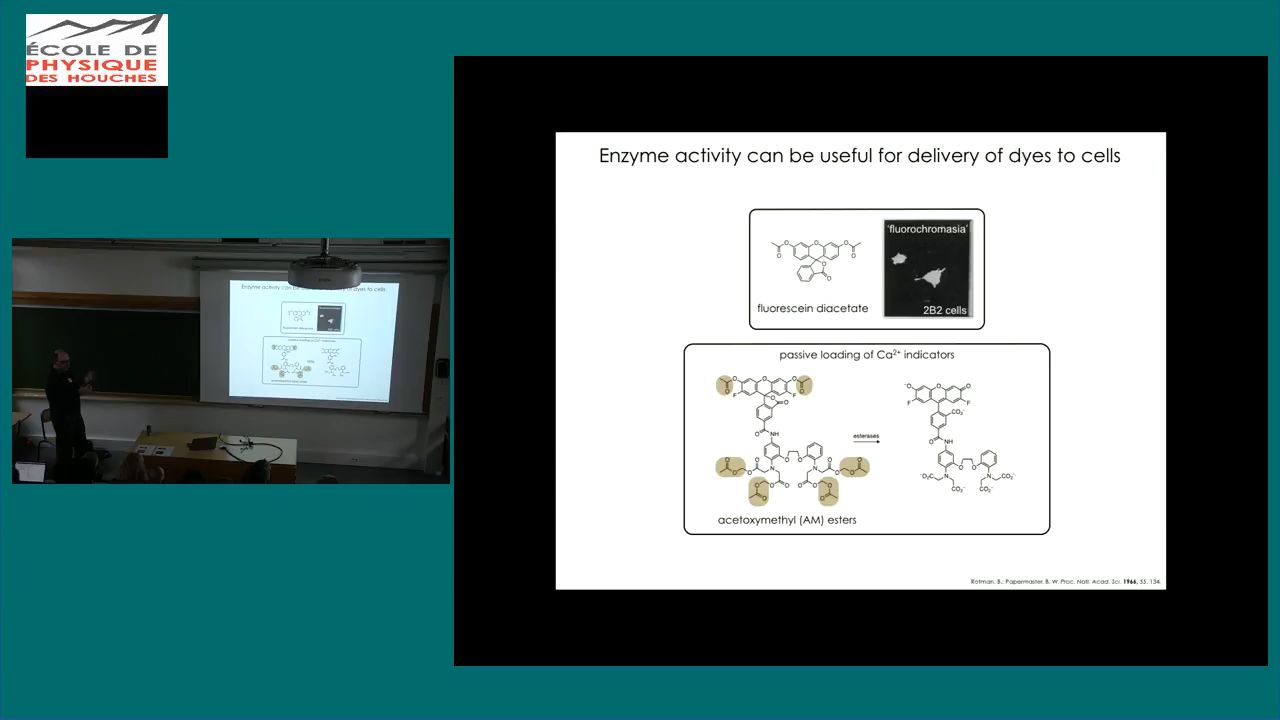 ÉCOLE DE
PHYSIQUE
DES HOUCHES
Enzyme activity can be useful for delivery of dyes to cells
'fluorochromasia'
fluorescein diacetate
2B2 cells
passive loading of Ca²⁺ indicators
esterases
acetoxymethyl (AM) esters
Rotman, B.; Papermaster, B. W. Proc. Natl. Acad. Sci. 1966, 55, 134.